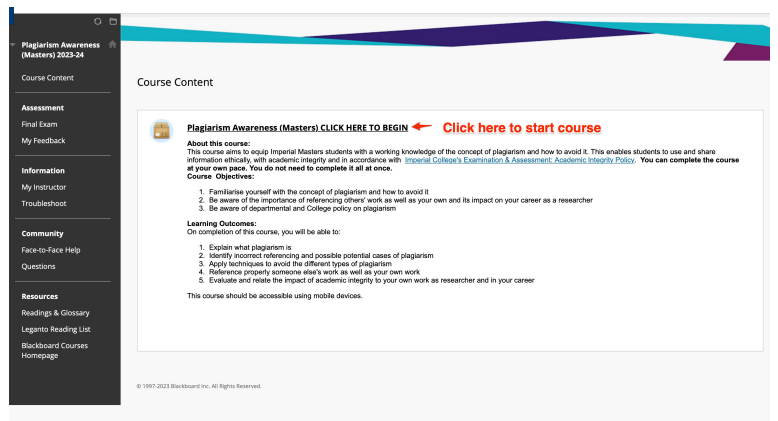 Plagiarism Awareness
(Masters) 2023-24
Course Content
Assessment
Final Exam
My Feedback
Information
My Instructor
Troubleshoot
Community
Face-to-Face Help
Questions
Resources
Readings & Glossary
Leganto Reading List
Blackboard Courses
Homepage
Course Content
Plagiarism Awareness (Masters) CLICK HERE TO BEGIN Click here to start course
About this course:
This course aims to equip Imperial Masters students with a working knowledge of the concept of plagiarism and how to avoid it. This enables students to use and share
information ethically, with academic integrity and in accordance with Imperial College's Examination & Assessment: Academic Integrity Policy. You can complete the course
at your own pace. You do not need to complete it all at once.
Course Objectives:
1. Familiarise yourself with the concept of plagiarism and how to avoid it
2. Be aware of the importance of referencing others' work as well as your own and its impact on your career as a researcher
3. Be aware of departmental and College policy on plagiarism
Learning Outcomes:
On completion of this course, you will be able to:
1. Explain what plagiarism is
2. Identify incorrect referencing and possible potential cases of plagiarism
3. Apply techniques to avoid the different types of plagiarism
4. Reference properly someone else's work as well as your own work
5. Evaluate and relate the impact of academic integrity to your own work as researcher and in your career
This course should be accessible using mobile devices.
© 1997-2023 Blackboard Inc. All Rights Reserved.